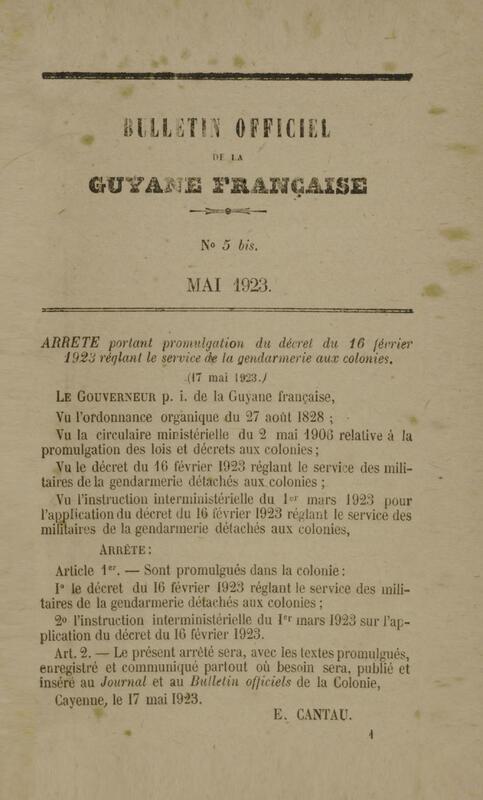 BULLETIN OFFICIEL
DE LA
GUYANE FRANÇAISE
No 5 bis.
MAI 1923.
ARRETE portant promulgation du décret du 16 février
1923 réglant le service de la gendarmerie aux colonies.
(17 mai 1923.)
LE GOUVERNEUR p. i. de la Guyane française,
Vu l'ordonnance organique du 27 août 1828 ;
Vu la circulaire ministérielle du 2 mai 1906 relative à la
promulgation des lois et décrets aux colonies ;
Vu le décret du 16 février 1923 réglant le service des mili-
taires de la gendarmerie détachés aux colonies ;
Vu l'instruction interministérielle du 1er mars 1923 pour
l'application du décret du 16 février 1923 réglant le service des
militaires de la gendarmerie détachés aux colonies,
ARRÊTE :
Article 1er. — Sont promulgués dans la colonie :
1° le décret du 16 février 1923 réglant le service des mili-
taires de la gendarmerie détachés aux colonies ;
2o l'instruction interministérielle du 1er mars 1923 sur l'ap-
plication du décret du 16 février 1923.
Art. 2. — Le présent arrêté sera, avec les textes promulgués,
enregistré et communiqué partout où besoin sera, publié et
inséré au Journal et au Bulletin officiels de la Colonie,
Cayenne, le 17 mai 1923.
E. CANTAU.
1